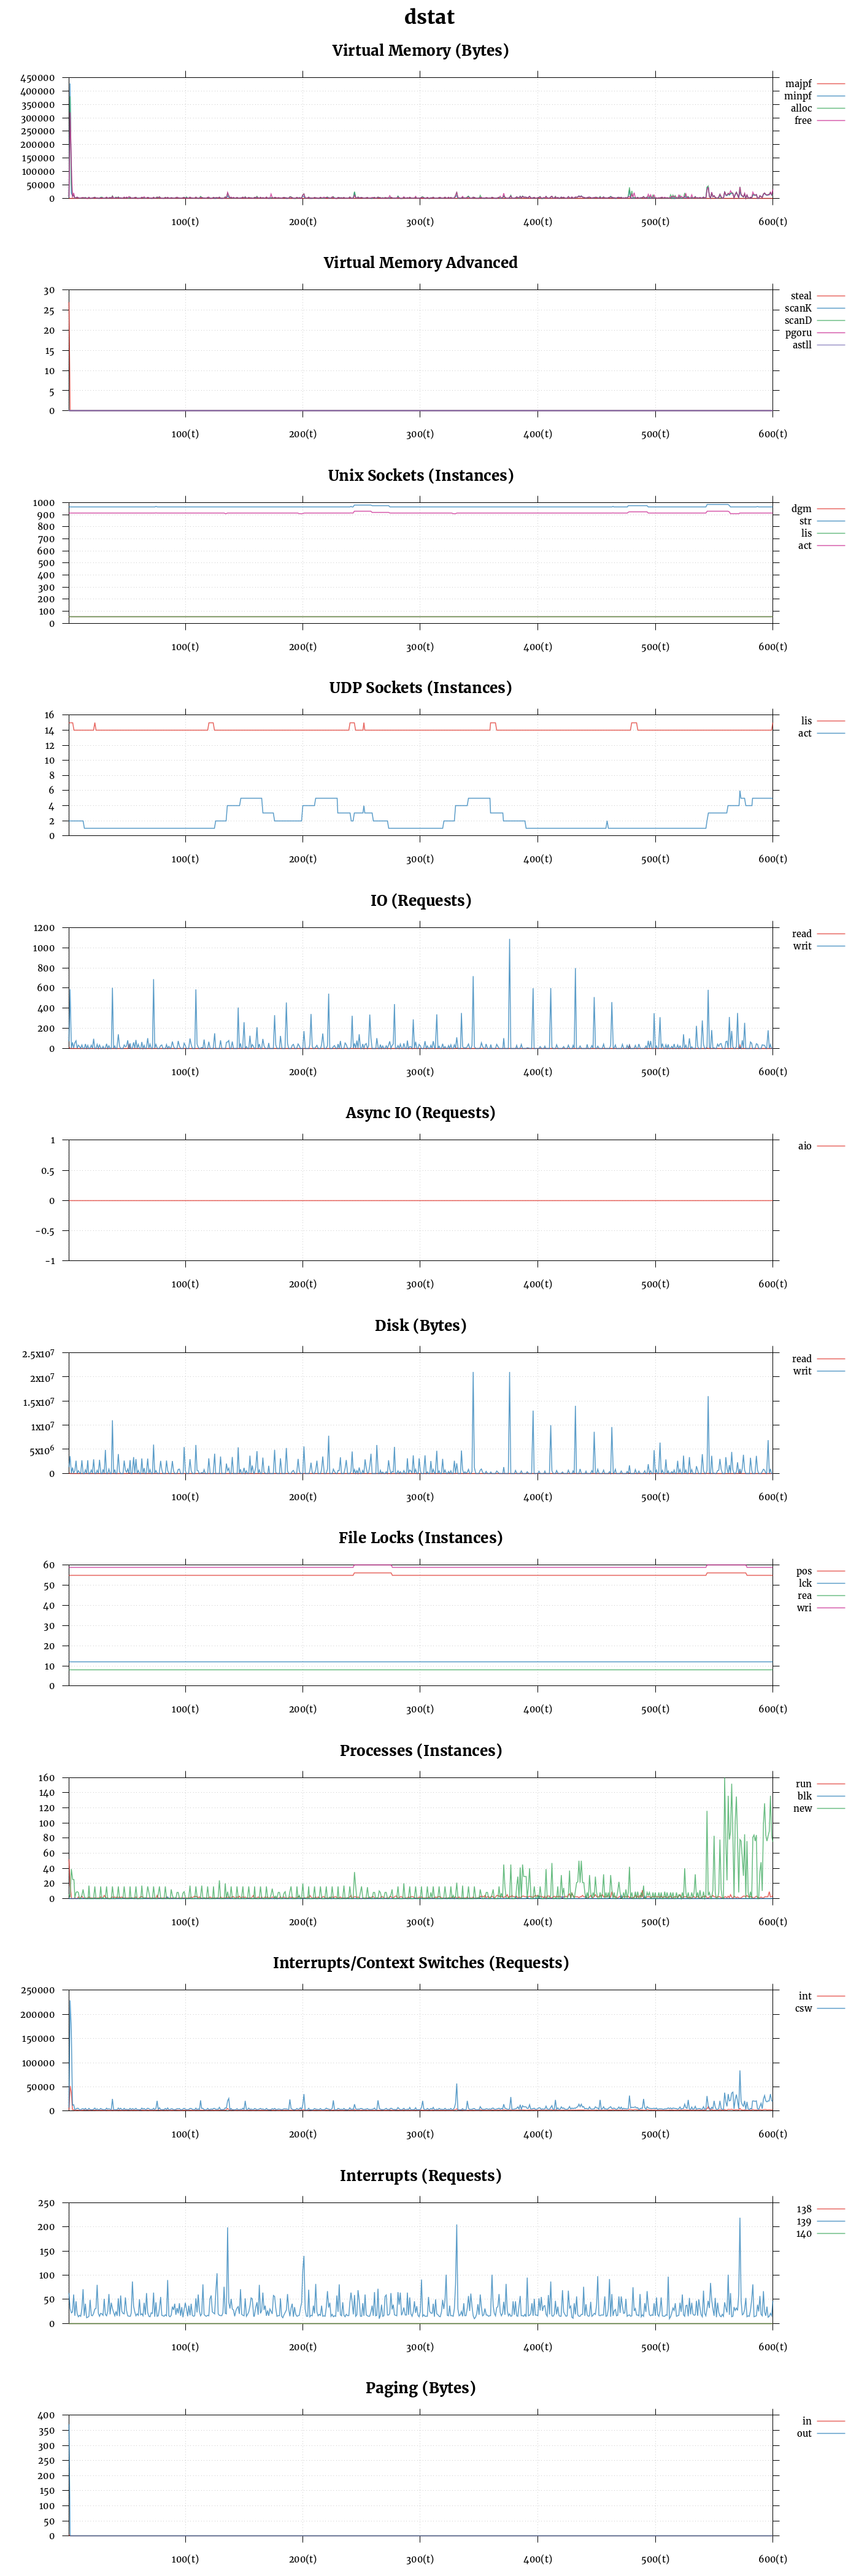 dstat
Virtual Memory (Bytes)
450000
400000
350000
300000
250000
200000
150000
100000
50000
0
100(t) 200(t) 300(t) 400(t) 500(t) 600(t)
majpf
minpf
alloc
free
Virtual Memory Advanced
30
25
20
15
10
5
0
100(t) 200(t) 300(t) 400(t) 500(t) 600(t)
steal
scanK
scanD
pgoru
astll
Unix Sockets (Instances)
1000
900
800
700
600
500
400
300
200
100
0
100(t) 200(t) 300(t) 400(t) 500(t) 600(t)
dgm
str
lis
act
UDP Sockets (Instances)
16
14
12
10
8
6
4
2
0
100(t) 200(t) 300(t) 400(t) 500(t) 600(t)
lis
act
IO (Requests)
1200
1000
800
600
400
200
0
100(t) 200(t) 300(t) 400(t) 500(t) 600(t)
read
writ
Async IO (Requests)
1
0.5
0
-0.5
-1
100(t) 200(t) 300(t) 400(t) 500(t) 600(t)
aio
Disk (Bytes)
2.5x10⁷
2x10⁷
1.5x10⁷
1x10⁷
5x10⁶
0
100(t) 200(t) 300(t) 400(t) 500(t) 600(t)
read
writ
File Locks (Instances)
60
50
40
30
20
10
0
100(t) 200(t) 300(t) 400(t) 500(t) 600(t)
pos
lck
rea
wri
Processes (Instances)
160
140
120
100
80
60
40
20
0
100(t) 200(t) 300(t) 400(t) 500(t) 600(t)
run
blk
new
Interrupts/Context Switches (Requests)
250000
200000
150000
100000
50000
0
100(t) 200(t) 300(t) 400(t) 500(t) 600(t)
int
csw
Interrupts (Requests)
250
200
150
100
50
0
100(t) 200(t) 300(t) 400(t) 500(t) 600(t)
138
139
140
Paging (Bytes)
400
350
300
250
200
150
100
50
0
100(t) 200(t) 300(t) 400(t) 500(t) 600(t)
in
out